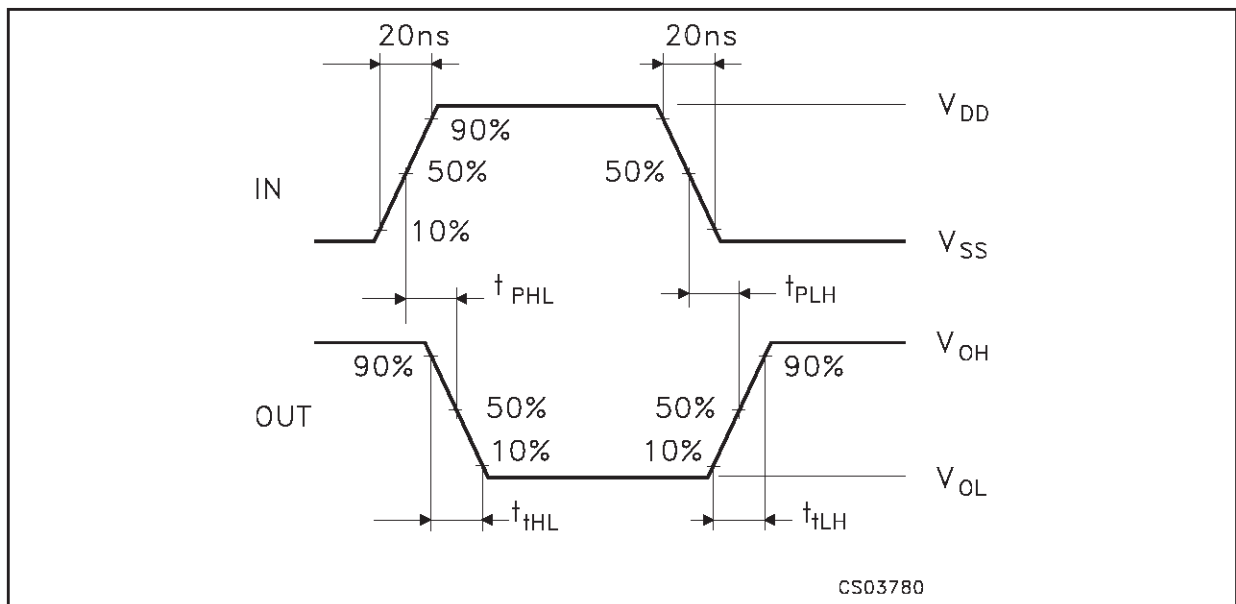 20ns 20ns
V_DD
90%
IN 50% 50%
10%
V_SS
t_PHL t_PLH
V_OH
90% 90%
OUT 50% 50%
10% 10%
V_OL
t_tHL t_tLH
CS03780